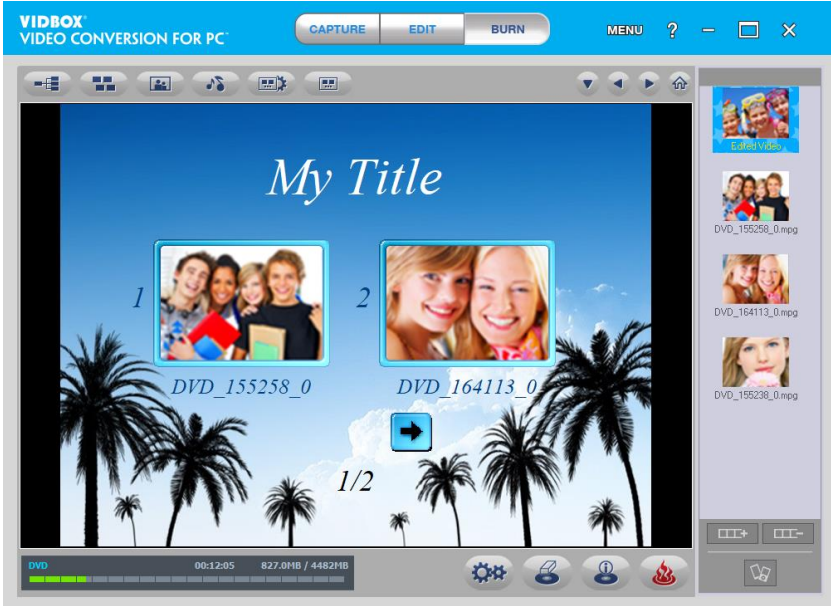 VIDBOX®
VIDEO CONVERSION FOR PC™
CAPTURE
EDIT
BURN
MENU
?
My Title
1
2
DVD_155258_0
DVD_164113_0
1/2
Edited Video
DVD_155258_0.mpg
DVD_164113_0.mpg
DVD_155238_0.mpg
DVD 00:12:05 827.0MB / 4482MB